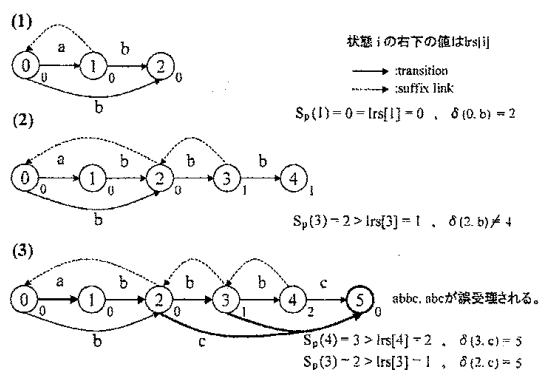 (1)
a
b
0 0
1 0
2 0
b
状態 i の右下の値はlrs[i]
:transition
:suffix link
Sp(1) = 0 = lrs[1] = 0 , δ(0, b) = 2
(2)
a
b
b
b
0 0
1 0
2 0
3 1
4 1
b
Sp(3) = 2 > lrs[3] = 1 , δ(2, b) ≠ 4
(3)
a
b
b
b
c
0 0
1 0
2 0
3 1
4 2
5 0
b
c
abbc, abcが誤受理される。
Sp(4) = 3 > lrs[4] = 2 , δ(3, c) = 5
Sp(3) = 2 > lrs[3] = 1 , δ(2, c) = 5